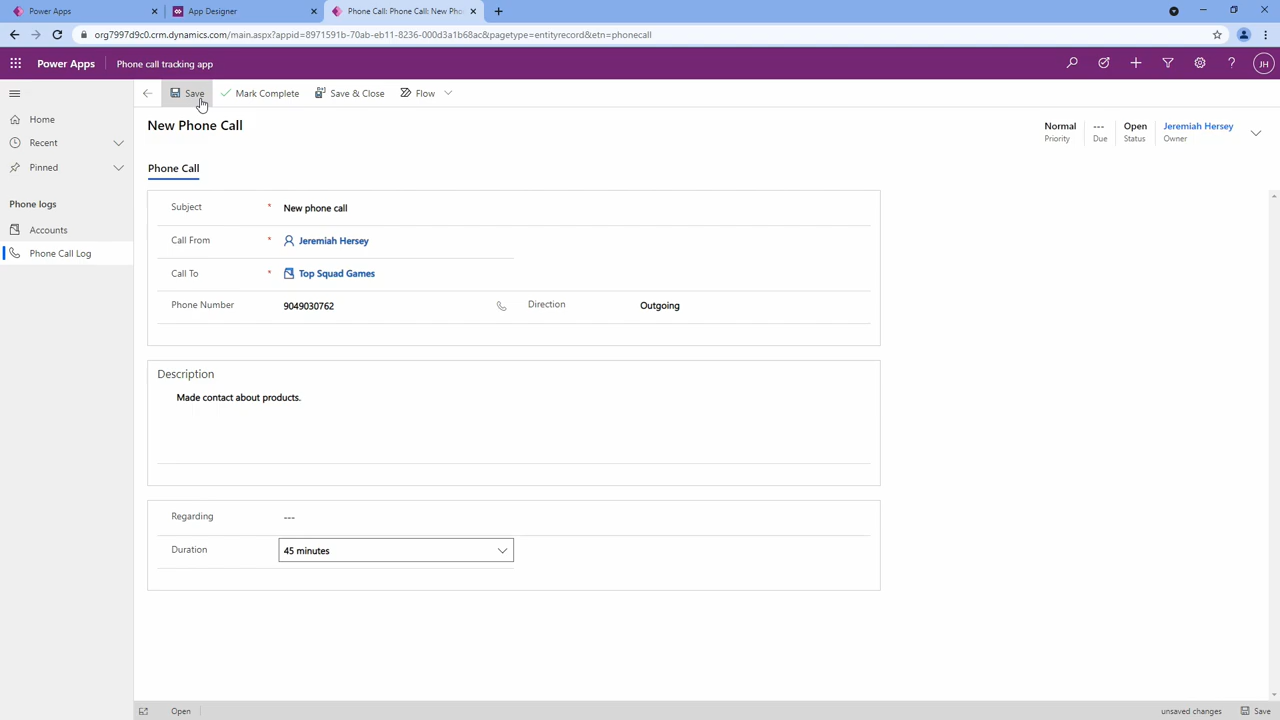 Power Apps
App Designer
Phone Call: Phone Call: New Pho
org7997d9c0.crm.dynamics.com/main.aspx?appid=8971591b-70ab-eb11-8236-000d3a1b68ac&pagetype=entityrecord&etn=phonecall
Power Apps
Phone call tracking app
JH
Save
Mark Complete
Save & Close
Flow
Home
Recent
Pinned
Phone logs
Accounts
Phone Call Log
New Phone Call
Normal
Priority
---
Due
Open
Status
Jeremiah Hersey
Owner
Phone Call
Subject * New phone call
Call From * Jeremiah Hersey
Call To * Top Squad Games
Phone Number 9049030762
Direction Outgoing
Description
Made contact about products.
Regarding ---
Duration 45 minutes
Open
unsaved changes
Save